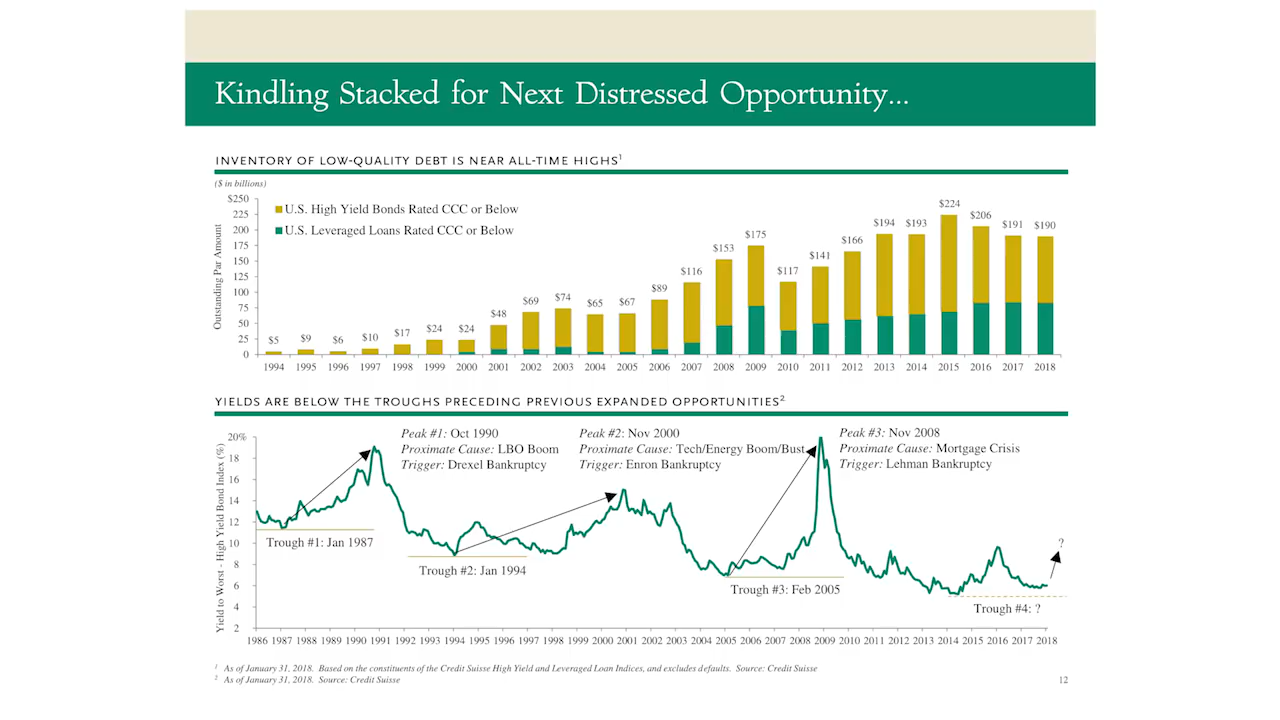 Kindling Stacked for Next Distressed Opportunity...
INVENTORY OF LOW-QUALITY DEBT IS NEAR ALL-TIME HIGHS1
($ in billions)
Outstanding Par Amount
$250
225
200
175
150
125
100
75
50
25
0
U.S. High Yield Bonds Rated CCC or Below
U.S. Leveraged Loans Rated CCC or Below
$5 $9 $6 $10 $17 $24 $24 $48 $69 $74 $65 $67 $89 $116 $153 $175 $117 $141 $166 $194 $193 $224 $206 $191 $190
1994 1995 1996 1997 1998 1999 2000 2001 2002 2003 2004 2005 2006 2007 2008 2009 2010 2011 2012 2013 2014 2015 2016 2017 2018
YIELDS ARE BELOW THE TROUGHS PRECEDING PREVIOUS EXPANDED OPPORTUNITIES2
Yield to Worst - High Yield Bond Index (%)
20%
18
16
14
12
10
8
6
4
2
Peak #1: Oct 1990
Proximate Cause: LBO Boom
Trigger: Drexel Bankruptcy
Peak #2: Nov 2000
Proximate Cause: Tech/Energy Boom/Bust
Trigger: Enron Bankruptcy
Peak #3: Nov 2008
Proximate Cause: Mortgage Crisis
Trigger: Lehman Bankruptcy
Trough #1: Jan 1987
Trough #2: Jan 1994
Trough #3: Feb 2005
?
Trough #4: ?
1986 1987 1988 1989 1990 1991 1992 1993 1994 1995 1996 1997 1998 1999 2000 2001 2002 2003 2004 2005 2006 2007 2008 2009 2010 2011 2012 2013 2014 2015 2016 2017 2018
1 As of January 31, 2018. Based on the constituents of the Credit Suisse High Yield and Leveraged Loan Indices, and excludes defaults. Source: Credit Suisse
2 As of January 31, 2018. Source: Credit Suisse
12